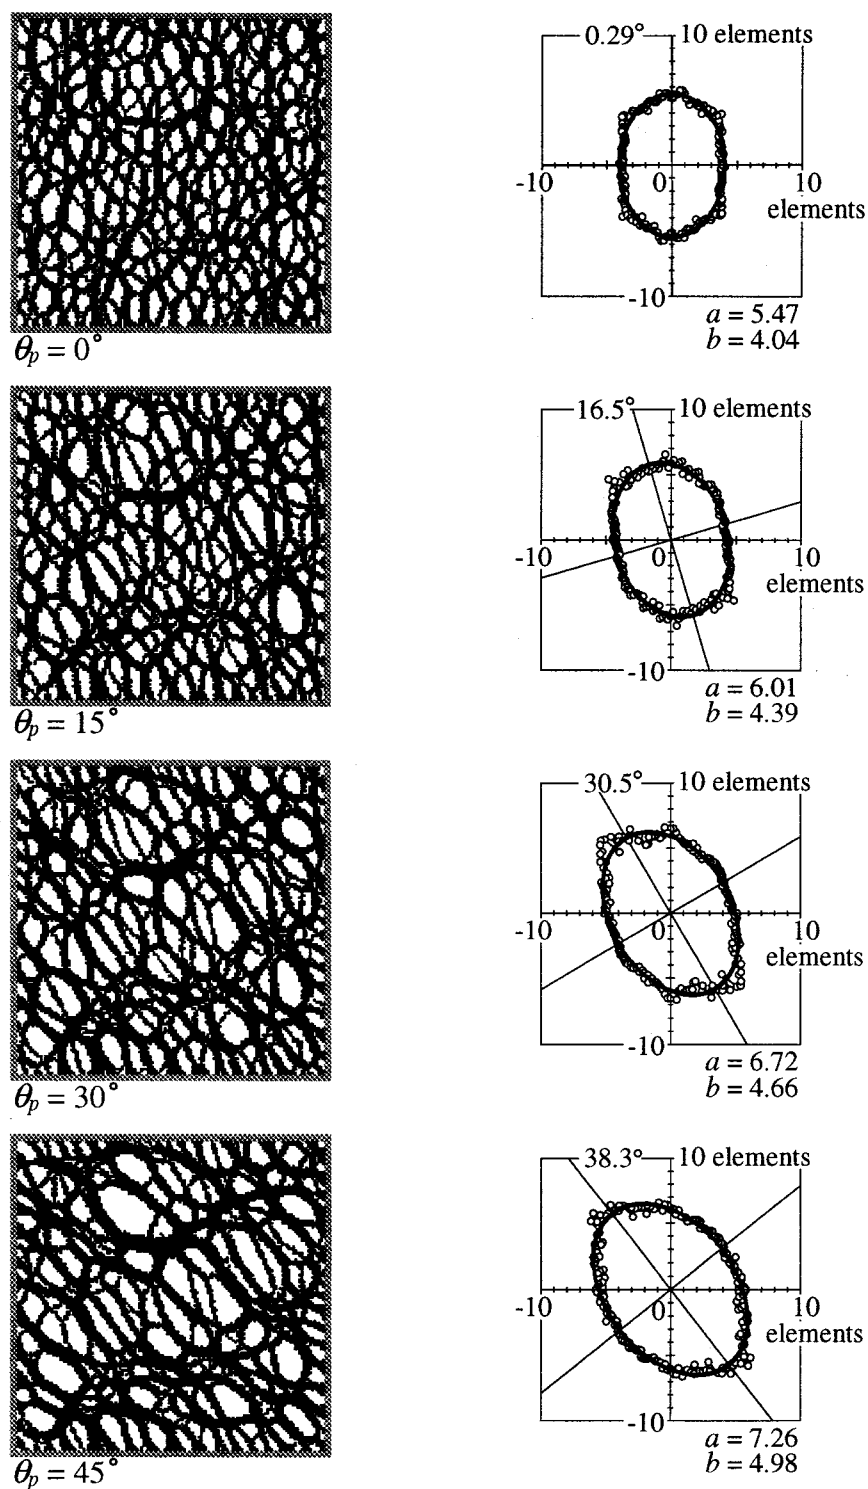 0.29° 10 elements
-10 0 10
elements
-10
a = 5.47
b = 4.04
θp = 0°
16.5° 10 elements
-10 0 10
elements
-10
a = 6.01
b = 4.39
θp = 15°
30.5° 10 elements
-10 0 10
elements
-10
a = 6.72
b = 4.66
θp = 30°
38.3° 10 elements
-10 0 10
elements
-10
a = 7.26
b = 4.98
θp = 45°